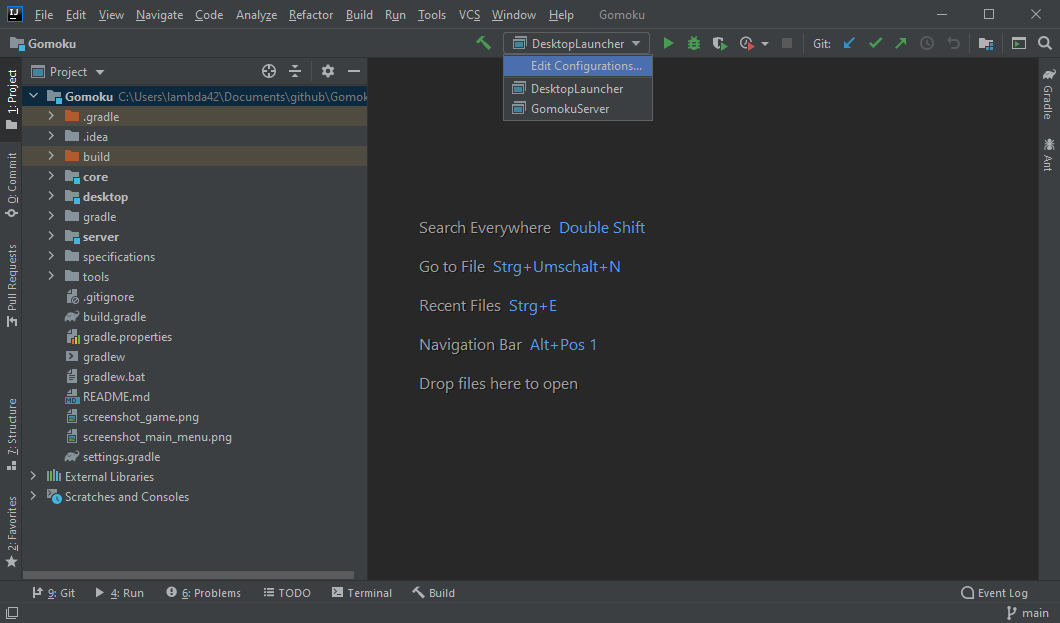 IJ File Edit View Navigate Code Analyze Refactor Build Run Tools VCS Window Help Gomoku
Gomoku DesktopLauncher Git:
Edit Configurations...
DesktopLauncher
GomokuServer
1: Project
0: Commit
Pull Requests
7: Structure
2: Favorites
Project
Gomoku C:\Users\lambda42\Documents\github\Gomok
.gradle
.idea
build
core
desktop
gradle
server
specifications
tools
.gitignore
build.gradle
gradle.properties
gradlew
gradlew.bat
README.md
screenshot_game.png
screenshot_main_menu.png
settings.gradle
External Libraries
Scratches and Consoles
Search Everywhere Double Shift
Go to File Strg+Umschalt+N
Recent Files Strg+E
Navigation Bar Alt+Pos 1
Drop files here to open
Gradle
Ant
9: Git 4: Run 6: Problems TODO Terminal Build Event Log
main